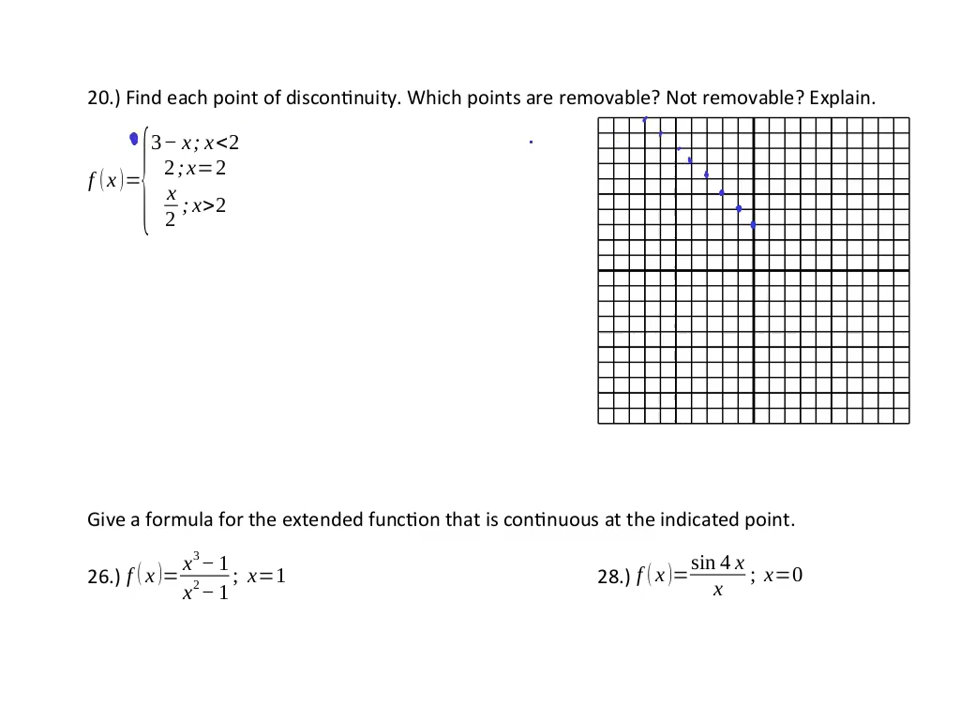 20.) Find each point of discontinuity. Which points are removable? Not removable? Explain.
3 − x; x<2
2 ; x=2
f(x)=
x
2 ; x>2
Give a formula for the extended function that is continuous at the indicated point.
26.) f(x)= x³ − 1 / x² − 1 ; x=1
28.) f(x)= sin 4 x / x ; x=0